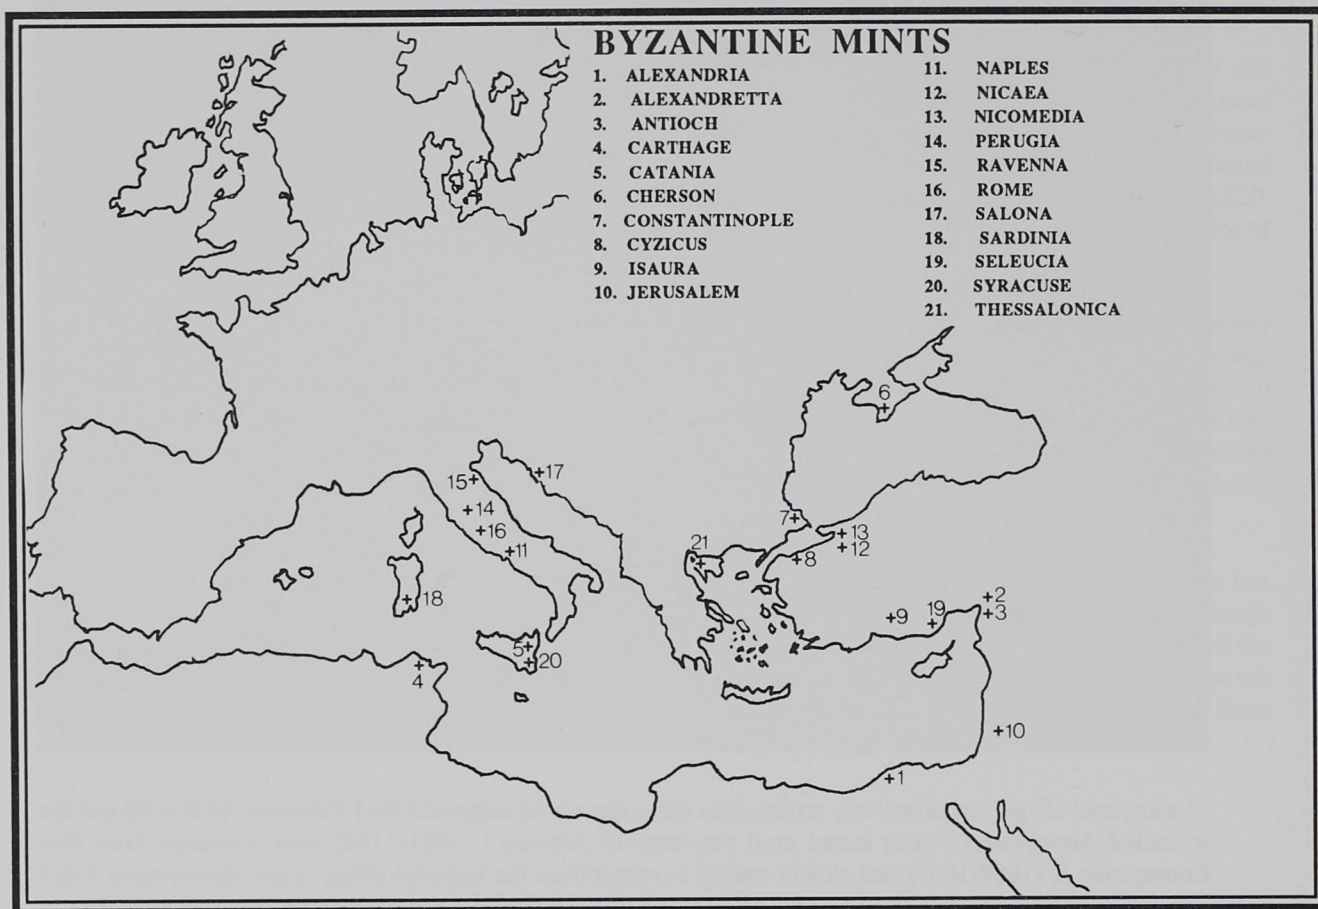 BYZANTINE MINTS
1. ALEXANDRIA
2. ALEXANDRETTA
3. ANTIOCH
4. CARTHAGE
5. CATANIA
6. CHERSON
7. CONSTANTINOPLE
8. CYZICUS
9. ISAURA
10. JERUSALEM
11. NAPLES
12. NICAEA
13. NICOMEDIA
14. PERUGIA
15. RAVENNA
16. ROME
17. SALONA
18. SARDINIA
19. SELEUCIA
20. SYRACUSE
21. THESSALONICA
6
17
15
14
16
11
7
13
12
21
8
18
2
3
9
19
5
20
4
10
1